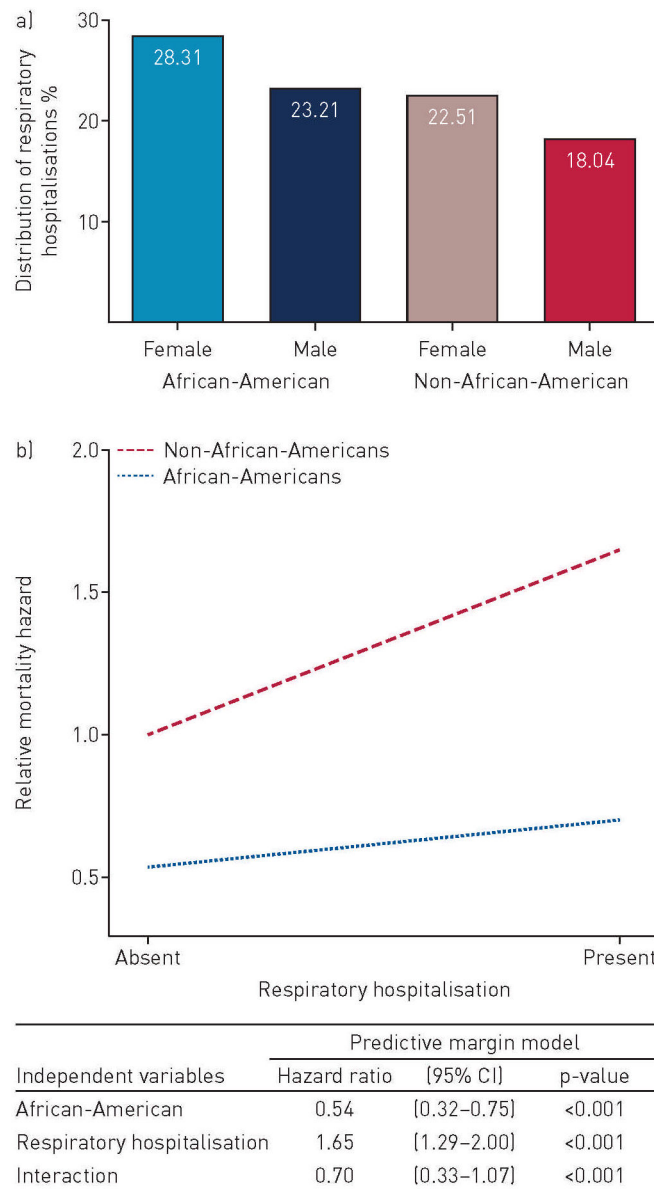 a)
Distribution of respiratory
hospitalisations %
30
20
10
28.31
23.21
22.51
18.04
Female Male Female Male
African-American Non-African-American
b)
Relative mortality hazard
2.0
1.5
1.0
0.5
Non-African-Americans
African-Americans
Absent Present
Respiratory hospitalisation
Predictive margin model
Independent variables Hazard ratio (95% CI) p-value
African-American 0.54 (0.32–0.75) <0.001
Respiratory hospitalisation 1.65 (1.29–2.00) <0.001
Interaction 0.70 (0.33–1.07) <0.001